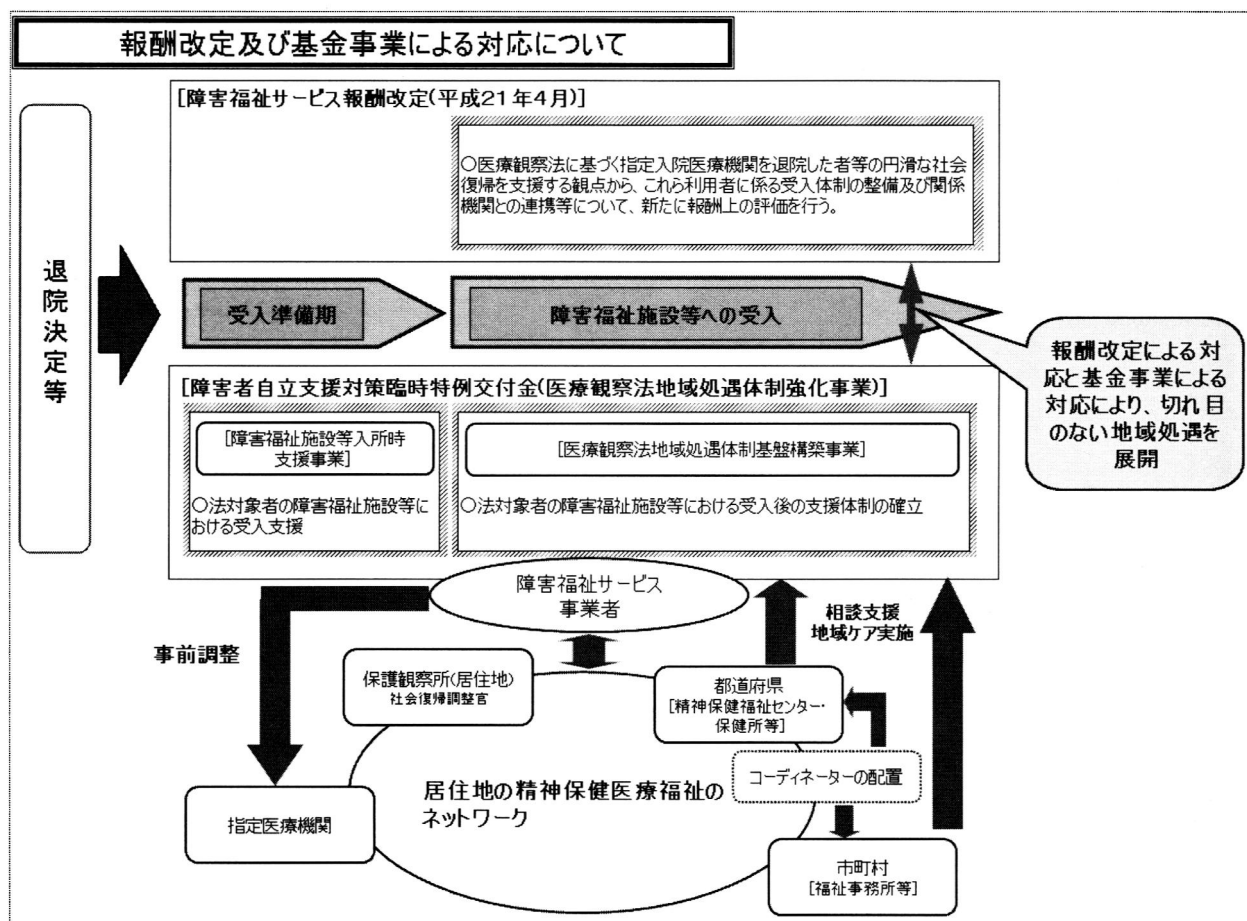 報酬改定及び基金事業による対応について
[障害福祉サービス報酬改定(平成21年4月)]
○医療観察法に基づく指定入院医療機関を退院した者等の円滑な社会
復帰を支援する観点から、これら利用者に係る受入体制の整備及び関係
機関との連携等について、新たに報酬上の評価を行う。
退院決定等
受入準備期
障害福祉施設等への受入
報酬改定による対
応と基金事業による
対応により、切れ目
のない地域処遇を
展開
[障害者自立支援対策臨時特例交付金(医療観察法地域処遇体制強化事業)]
[障害福祉施設等入所時
支援事業]
○法対象者の障害福祉施設等に
おける受入支援
[医療観察法地域処遇体制基盤構築事業]
○法対象者の障害福祉施設等における受入後の支援体制の確立
障害福祉サービス
事業者
事前調整
相談支援
地域ケア実施
保護観察所(居住地)
社会復帰調整官
都道府県
[精神保健福祉センター・
保健所等]
コーディネーターの配置
居住地の精神保健医療福祉の
ネットワーク
指定医療機関
市町村
[福祉事務所等]